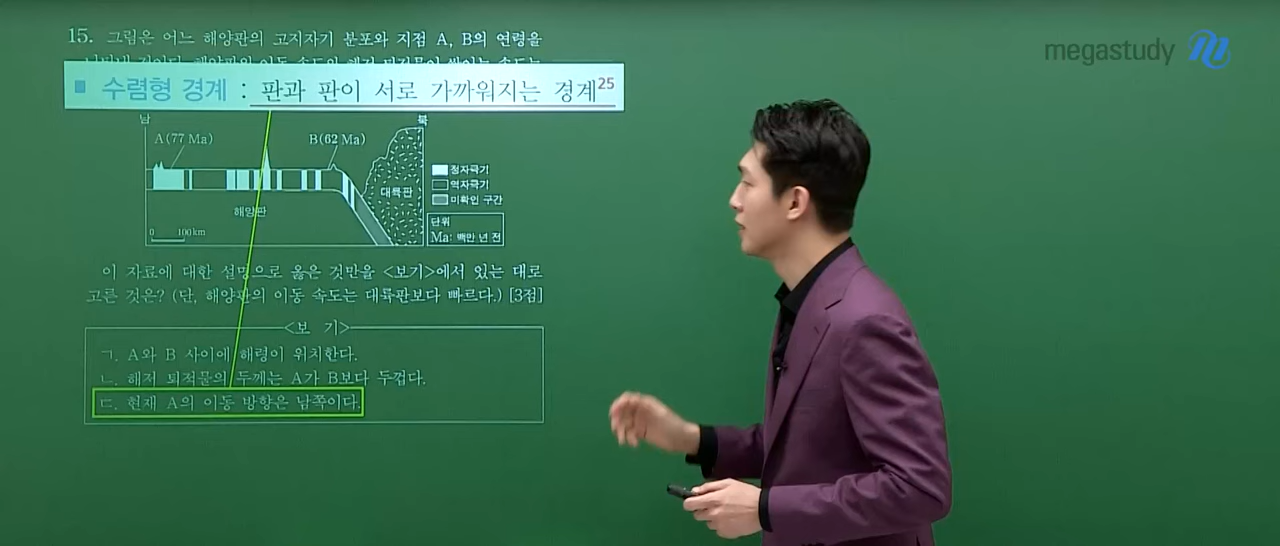 megastudy
15. 그림은 어느 해양판의 고지자기 분포와 지점 A, B의 연령을
수렴형 경계 : 판과 판이 서로 가까워지는 경계25
남
북
A(77 Ma)
B(62 Ma)
정자극기
역자극기
미확인 구간
대륙판
해양판
단위
Ma: 백만 년 전
0 100km
이 자료에 대한 설명으로 옳은 것만을 <보기>에서 있는 대로
고른 것은? (단, 해양판의 이동 속도는 대륙판보다 빠르다.) [3점]
<보 기>
ㄱ. A와 B 사이에 해령이 위치한다.
ㄴ. 해저 퇴적물의 두께는 A가 B보다 두껍다.
ㄷ. 현재 A의 이동 방향은 남쪽이다.